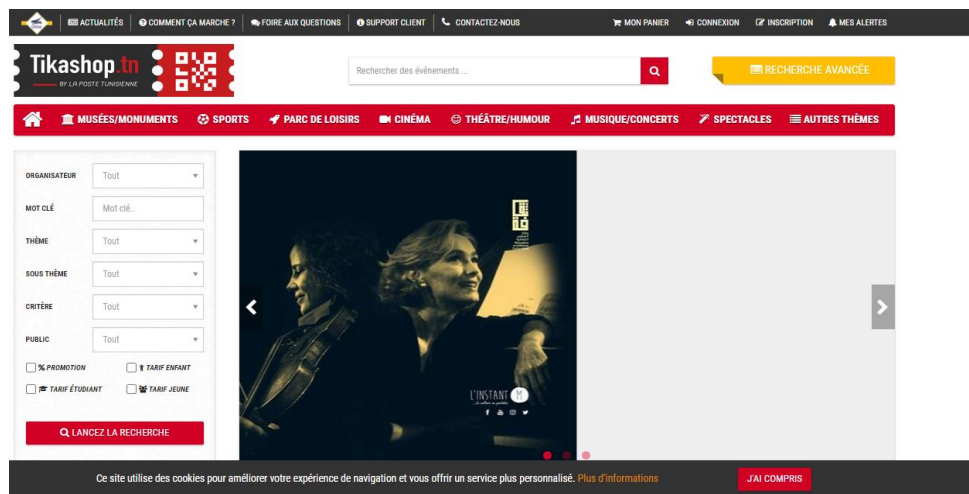 ACTUALITÉS
COMMENT ÇA MARCHE ?
FOIRE AUX QUESTIONS
SUPPORT CLIENT
CONTACTEZ-NOUS
MON PANIER
CONNEXION
INSCRIPTION
MES ALERTES
Tikashop.tn
BY LA POSTE TUNISIENNE
Rechercher des événements ...
RECHERCHE AVANCÉE
MUSÉES/MONUMENTS
SPORTS
PARC DE LOISIRS
CINÉMA
THÉÂTRE/HUMOUR
MUSIQUE/CONCERTS
SPECTACLES
AUTRES THÈMES
ORGANISATEUR Tout
MOT CLÉ Mot clé..
THÈME Tout
SOUS THÈME Tout
CRITÈRE Tout
PUBLIC Tout
% PROMOTION
TARIF ENFANT
TARIF ÉTUDIANT
TARIF JEUNE
LANCEZ LA RECHERCHE
L'INSTANT M
Ce site utilise des cookies pour améliorer votre expérience de navigation et vous offrir un service plus personnalisé. Plus d'informations
J'AI COMPRIS